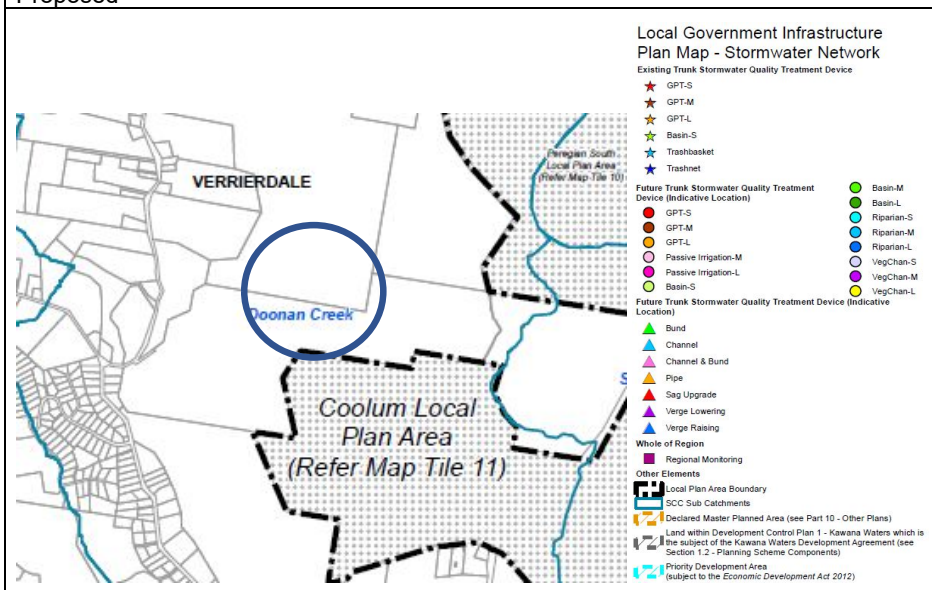 Proposed
VERRIERDALE
Peregian South
Local Plan Area
(Refer Map Tile 10)
Doonan Creek
S
Coolum Local
Plan Area
(Refer Map Tile 11)
Local Government Infrastructure
Plan Map - Stormwater Network
Existing Trunk Stormwater Quality Treatment Device
GPT-S
GPT-M
GPT-L
Basin-S
Trashbasket
Trashnet
Future Trunk Stormwater Quality Treatment
Device (Indicative Location)
GPT-S
GPT-M
GPT-L
Passive Irrigation-M
Passive Irrigation-L
Basin-S
Basin-M
Basin-L
Riparian-S
Riparian-M
Riparian-L
VegChan-S
VegChan-M
VegChan-L
Future Trunk Stormwater Quality Treatment Device (Indicative
Location)
Bund
Channel
Channel & Bund
Pipe
Sag Upgrade
Verge Lowering
Verge Raising
Whole of Region
Regional Monitoring
Other Elements
Local Plan Area Boundary
SCC Sub Catchments
Declared Master Planned Area (see Part 10 - Other Plans)
Land within Development Control Plan 1 - Kawana Waters which is
the subject of the Kawana Waters Development Agreement (see
Section 1.2 - Planning Scheme Components)
Priority Development Area
(subject to the Economic Development Act 2012)